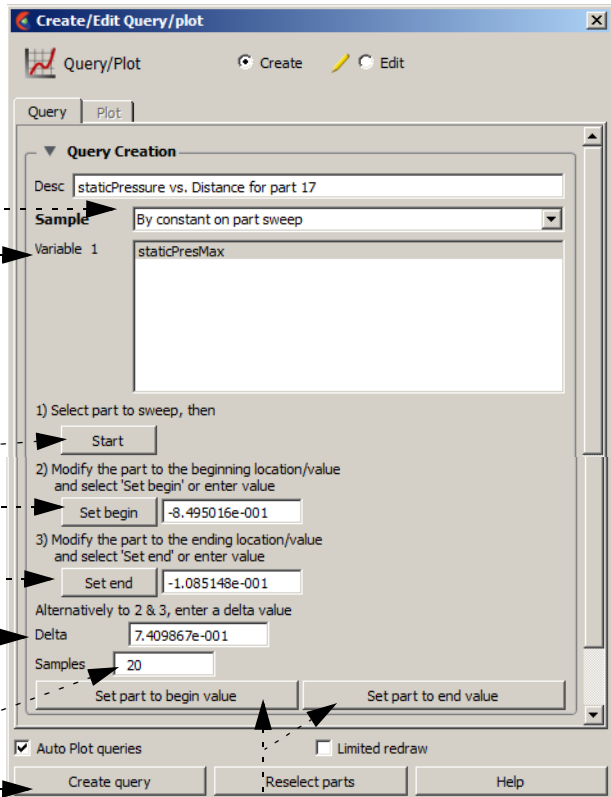 Create/Edit Query/plot
Query/Plot Create Edit
Query Plot
Query Creation
Desc staticPressure vs. Distance for part 17
Sample By constant on part sweep
Variable 1 staticPresMax
1) Select part to sweep, then
Start
2) Modify the part to the beginning location/value
and select 'Set begin' or enter value
Set begin -8.495016e-001
3) Modify the part to the ending location/value
and select 'Set end' or enter value
Set end -1.085148e-001
Alternatively to 2 & 3, enter a delta value
Delta 7.409867e-001
Samples 20
Set part to begin value Set part to end value
Auto Plot queries Limited redraw
Create query Reselect parts Help